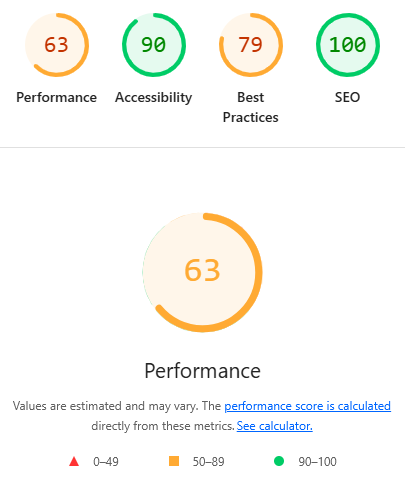 63 90 79 100
Performance Accessibility Best Practices SEO
63
Performance
Values are estimated and may vary. The performance score is calculated
directly from these metrics. See calculator.
0–49 50–89 90–100